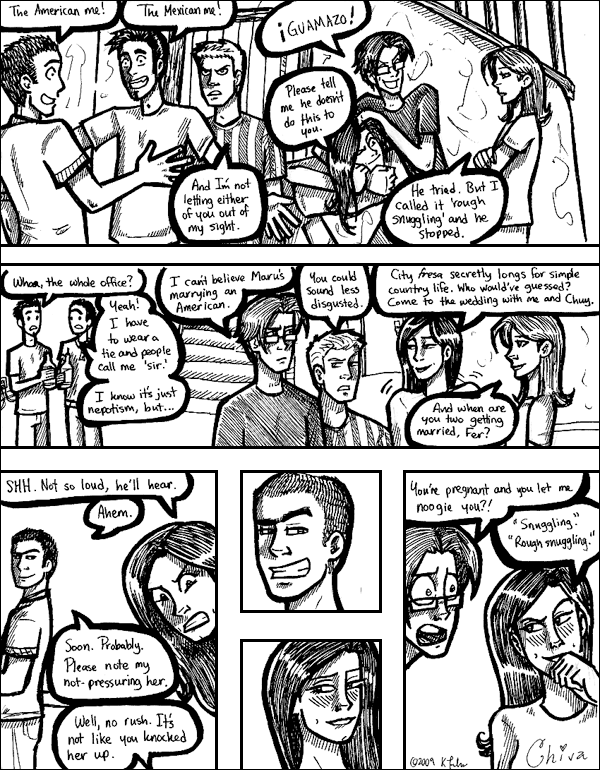 The American me!
The Mexican me!
¡GUAMAZO!
Please tell
me he doesn't
do this to
you.
And I'm not
letting either
of you out of
my sight.
He tried. But I
called it 'rough
snuggling' and he
stopped.
Whoa, the whole office?
Yeah!
I have
to wear a
tie and people
call me 'sir.'
I know it's just
nepotism, but...
I can't believe Maru's
marrying an
American.
You could
sound less
disgusted.
City fresa secretly longs for simple
country life. Who would've guessed?
Come to the wedding with me and Chuy.
And when are
you two getting
married, Fer?
SHH. Not so loud, he'll hear.
Ahem.
Soon. Probably.
Please note my
not-pressuring her.
Well, no rush. It's
not like you knocked
her up.
You're pregnant and you let me
noogie you?!
"Snuggling."
"Rough snuggling."
©2009
Chiva